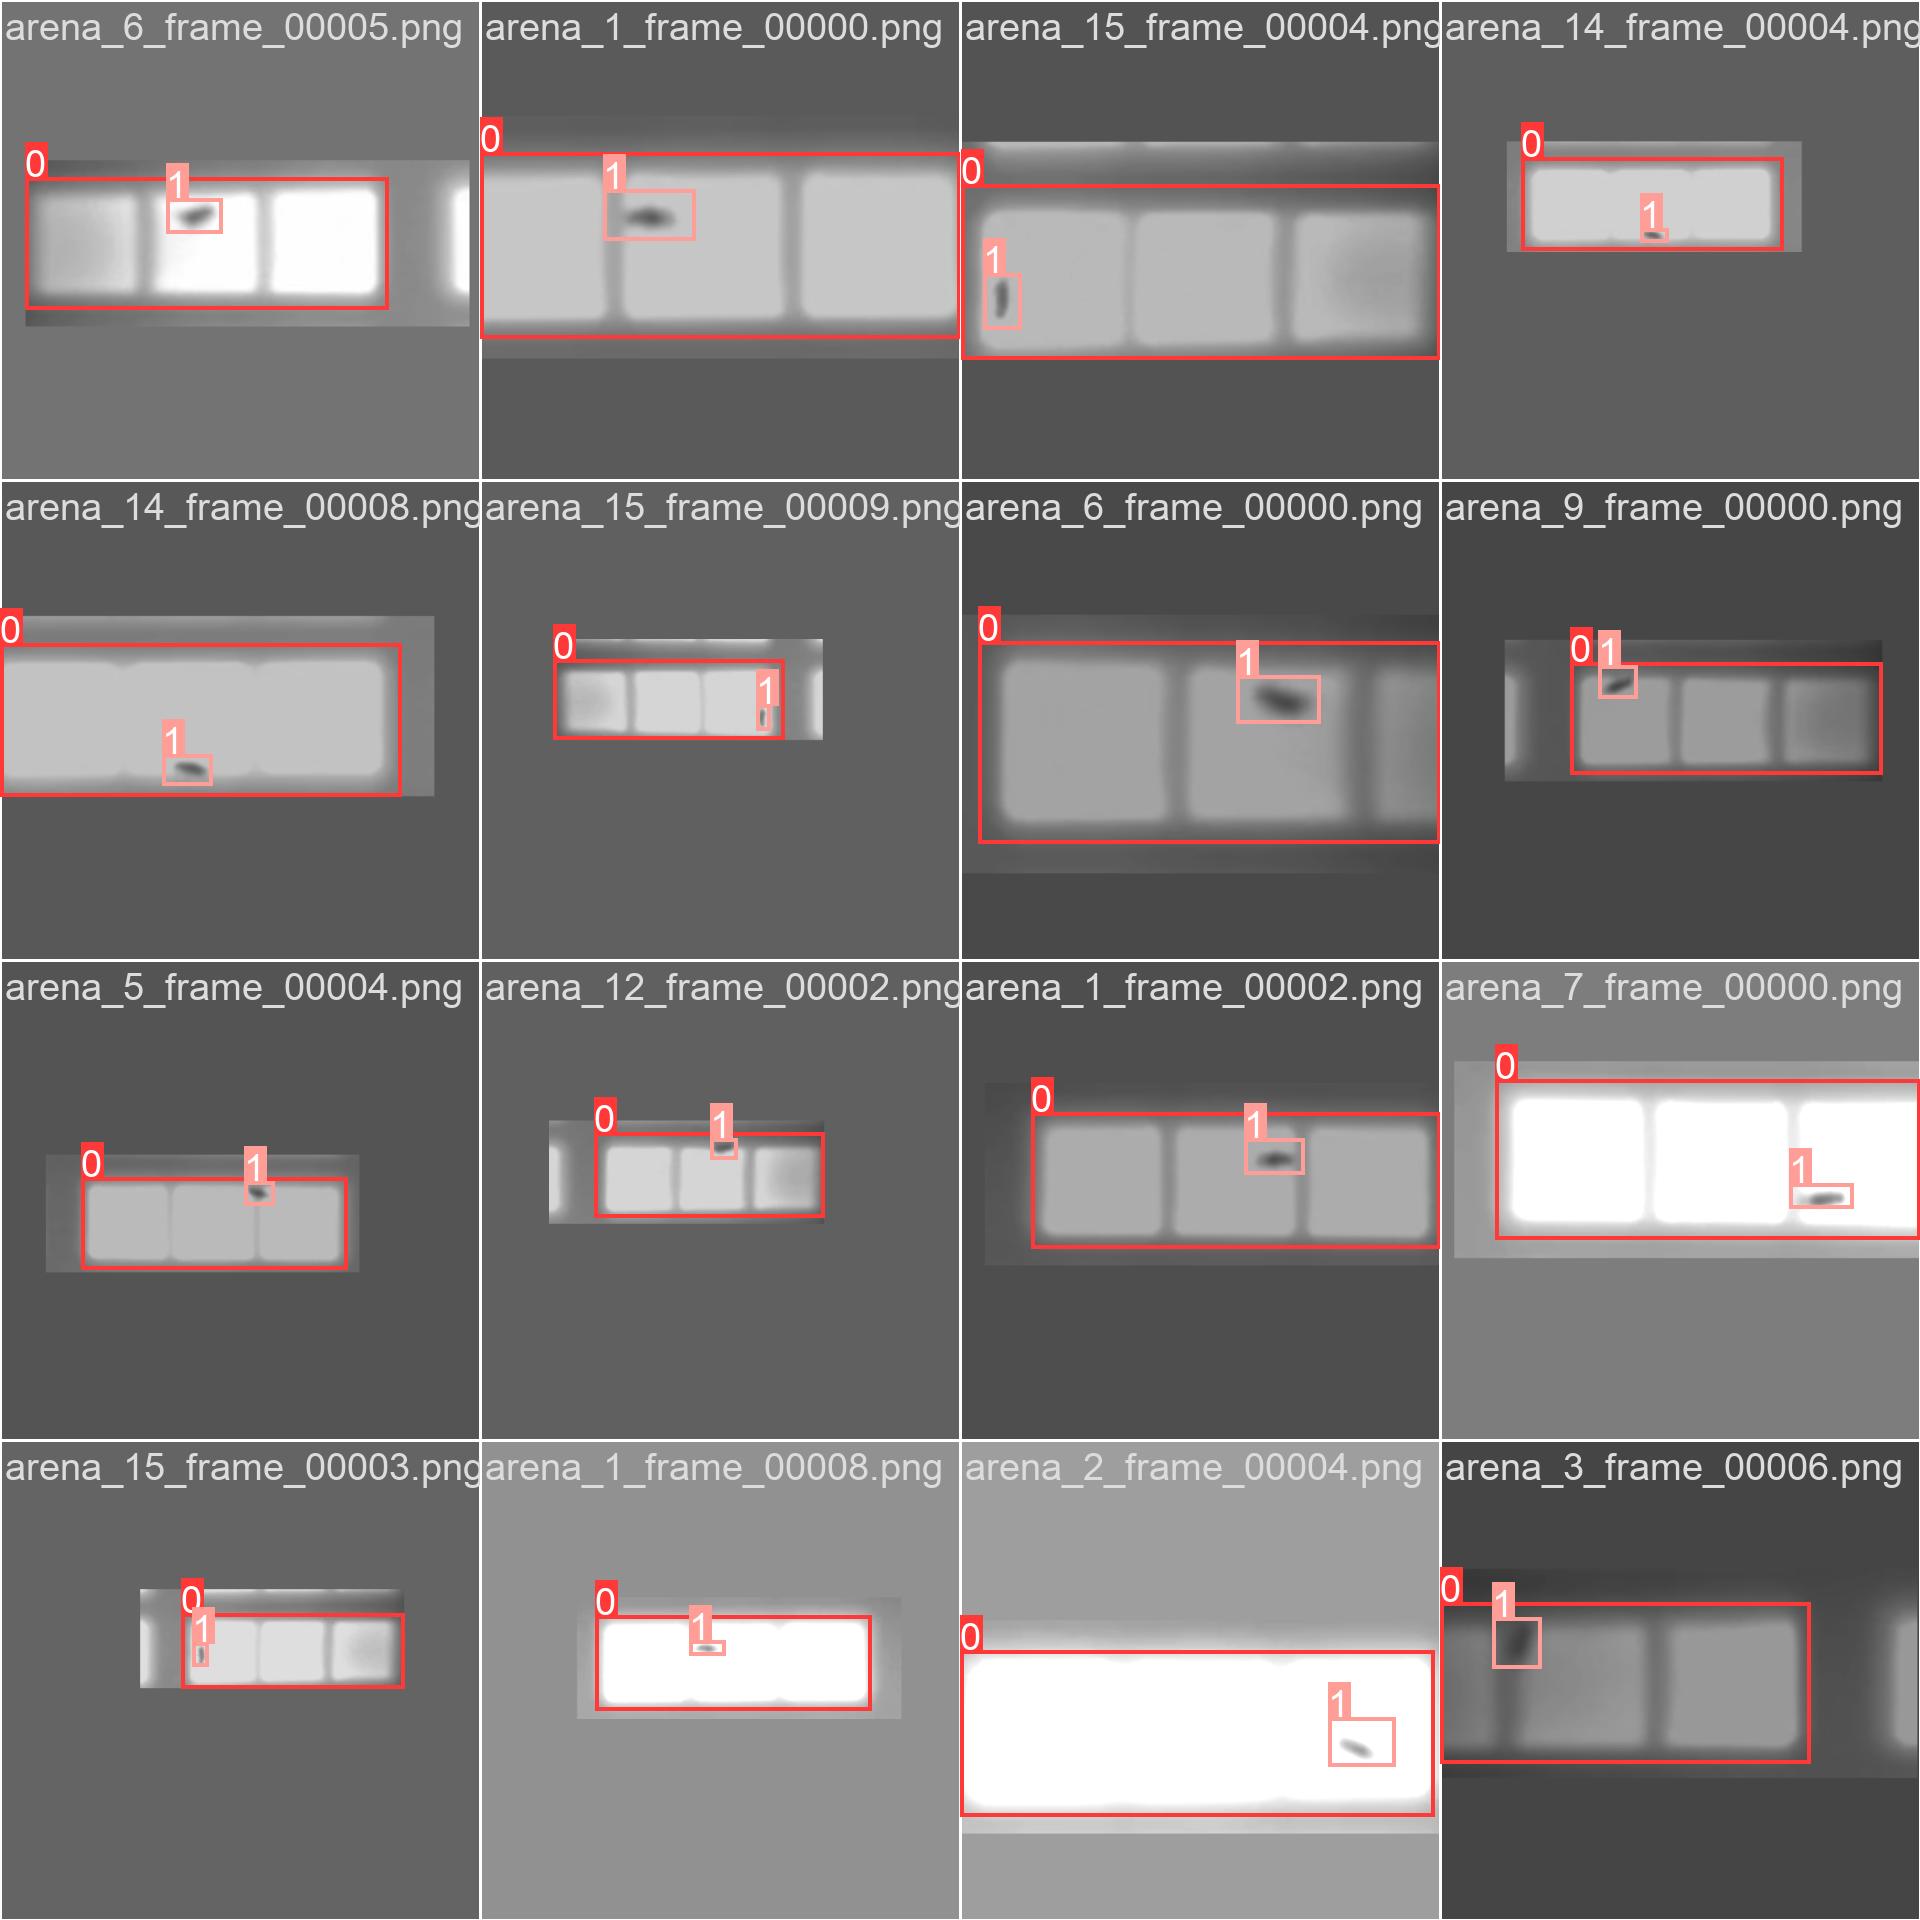 arena_6_frame_00005.png
0
1
arena_1_frame_00000.png
0
1
arena_15_frame_00004.png
0
1
arena_14_frame_00004.png
0
1
arena_14_frame_00008.png
0
1
arena_15_frame_00009.png
0
1
arena_6_frame_00000.png
0
1
arena_9_frame_00000.png
0
1
arena_5_frame_00004.png
0
1
arena_12_frame_00002.png
0
1
arena_1_frame_00002.png
0
1
arena_7_frame_00000.png
0
1
arena_15_frame_00003.png
0
1
arena_1_frame_00008.png
0
1
arena_2_frame_00004.png
0
1
arena_3_frame_00006.png
0
1